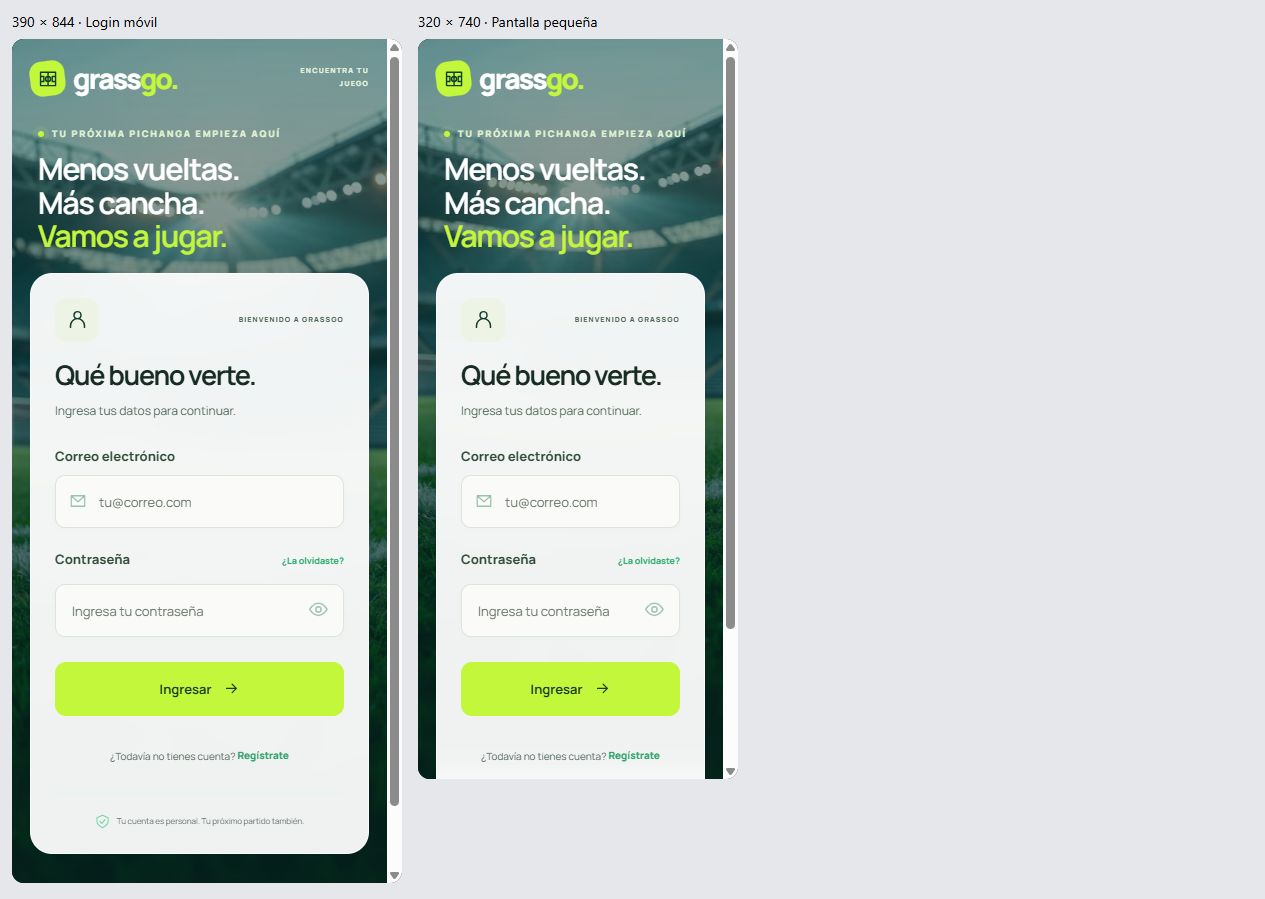 390 × 844 · Login móvil
grassgo.
ENCUENTRA TU
JUEGO
TU PRÓXIMA PICHANGA EMPIEZA AQUÍ
Menos vueltas.
Más cancha.
Vamos a jugar.
BIENVENIDO A GRASSGO
Qué bueno verte.
Ingresa tus datos para continuar.
Correo electrónico
tu@correo.com
Contraseña
¿La olvidaste?
Ingresa tu contraseña
Ingresar
¿Todavía no tienes cuenta? Regístrate
Tu cuenta es personal. Tu próximo partido también.
320 × 740 · Pantalla pequeña
grassgo.
TU PRÓXIMA PICHANGA EMPIEZA AQUÍ
Menos vueltas.
Más cancha.
Vamos a jugar.
BIENVENIDO A GRASSGO
Qué bueno verte.
Ingresa tus datos para continuar.
Correo electrónico
tu@correo.com
Contraseña
¿La olvidaste?
Ingresa tu contraseña
Ingresar
¿Todavía no tienes cuenta? Regístrate